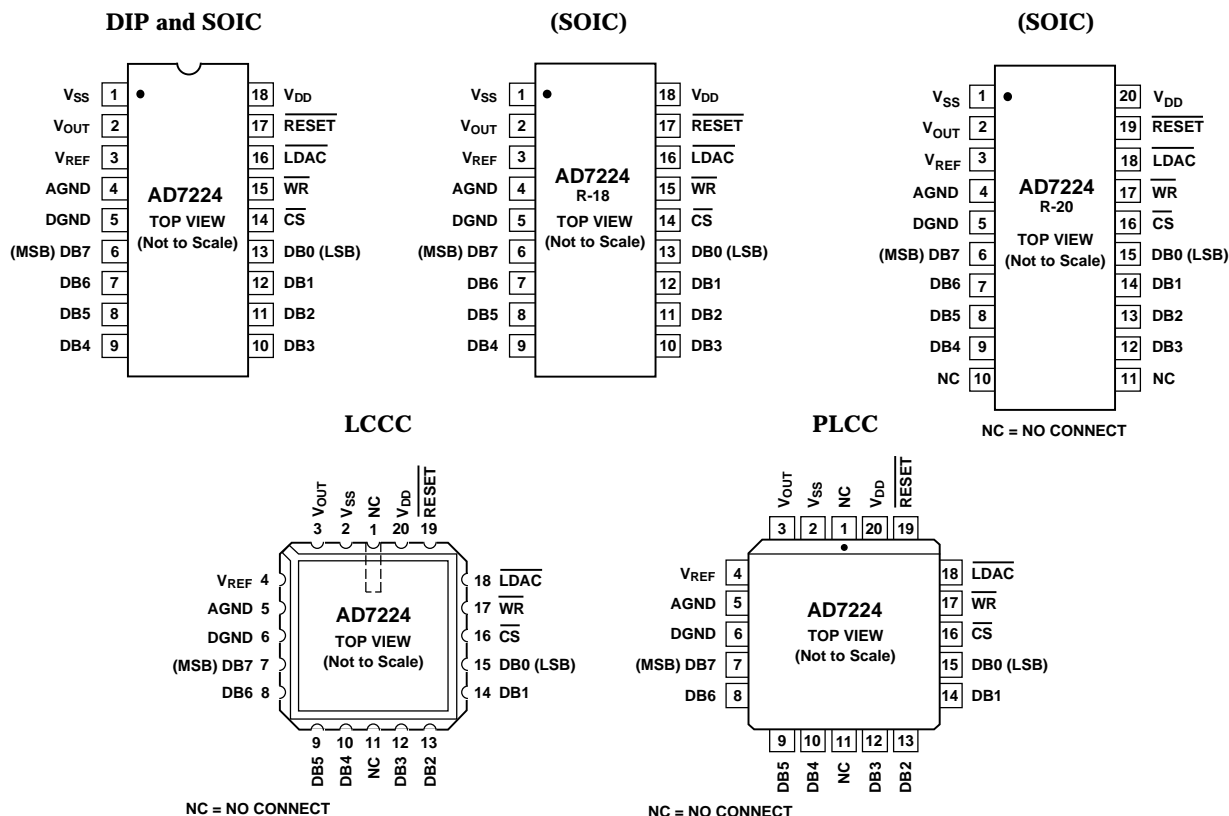 DIP and SOIC
VSS 1 18 VDD
VOUT 2 17 RESET
VREF 3 16 LDAC
AGND 4 15 WR
DGND 5 14 CS
(MSB) DB7 6 13 DB0 (LSB)
DB6 7 12 DB1
DB5 8 11 DB2
DB4 9 10 DB3
AD7224
TOP VIEW
(Not to Scale)
(SOIC)
VSS 1 18 VDD
VOUT 2 17 RESET
VREF 3 16 LDAC
AGND 4 15 WR
DGND 5 14 CS
(MSB) DB7 6 13 DB0 (LSB)
DB6 7 12 DB1
DB5 8 11 DB2
DB4 9 10 DB3
AD7224
R-18
TOP VIEW
(Not to Scale)
(SOIC)
VSS 1 20 VDD
VOUT 2 19 RESET
VREF 3 18 LDAC
AGND 4 17 WR
DGND 5 16 CS
(MSB) DB7 6 15 DB0 (LSB)
DB6 7 14 DB1
DB5 8 13 DB2
DB4 9 12 DB3
NC 10 11 NC
AD7224
R-20
TOP VIEW
(Not to Scale)
NC = NO CONNECT
LCCC
VOUT VSS NC VDD RESET
3 2 1 20 19
VREF 4 18 LDAC
AGND 5 17 WR
DGND 6 16 CS
(MSB) DB7 7 15 DB0 (LSB)
DB6 8 14 DB1
AD7224
TOP VIEW
(Not to Scale)
9 10 11 12 13
DB5 DB4 NC DB3 DB2
NC = NO CONNECT
PLCC
VOUT VSS NC VDD RESET
3 2 1 20 19
VREF 4 18 LDAC
AGND 5 17 WR
DGND 6 16 CS
(MSB) DB7 7 15 DB0 (LSB)
DB6 8 14 DB1
AD7224
TOP VIEW
(Not to Scale)
9 10 11 12 13
DB5 DB4 NC DB3 DB2
NC = NO CONNECT